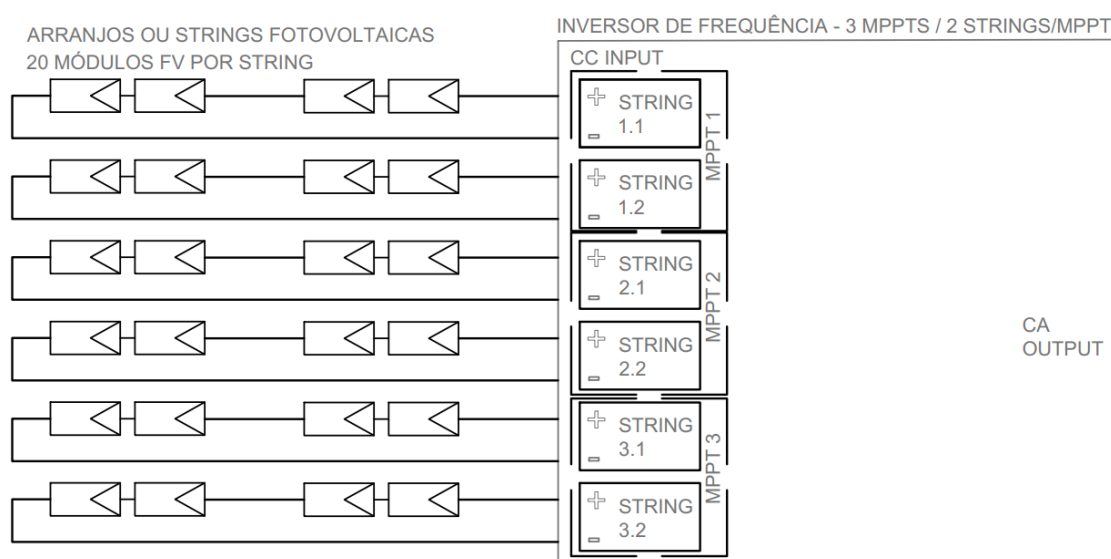 ARRANJOS OU STRINGS FOTOVOLTAICAS
20 MÓDULOS FV POR STRING
INVERSOR DE FREQUÊNCIA - 3 MPPTS / 2 STRINGS/MPPT
CC INPUT
+ STRING
- 1.1
MPPT 1
+ STRING
- 1.2
+ STRING
- 2.1
MPPT 2
+ STRING
- 2.2
+ STRING
- 3.1
MPPT 3
+ STRING
- 3.2
CA
OUTPUT